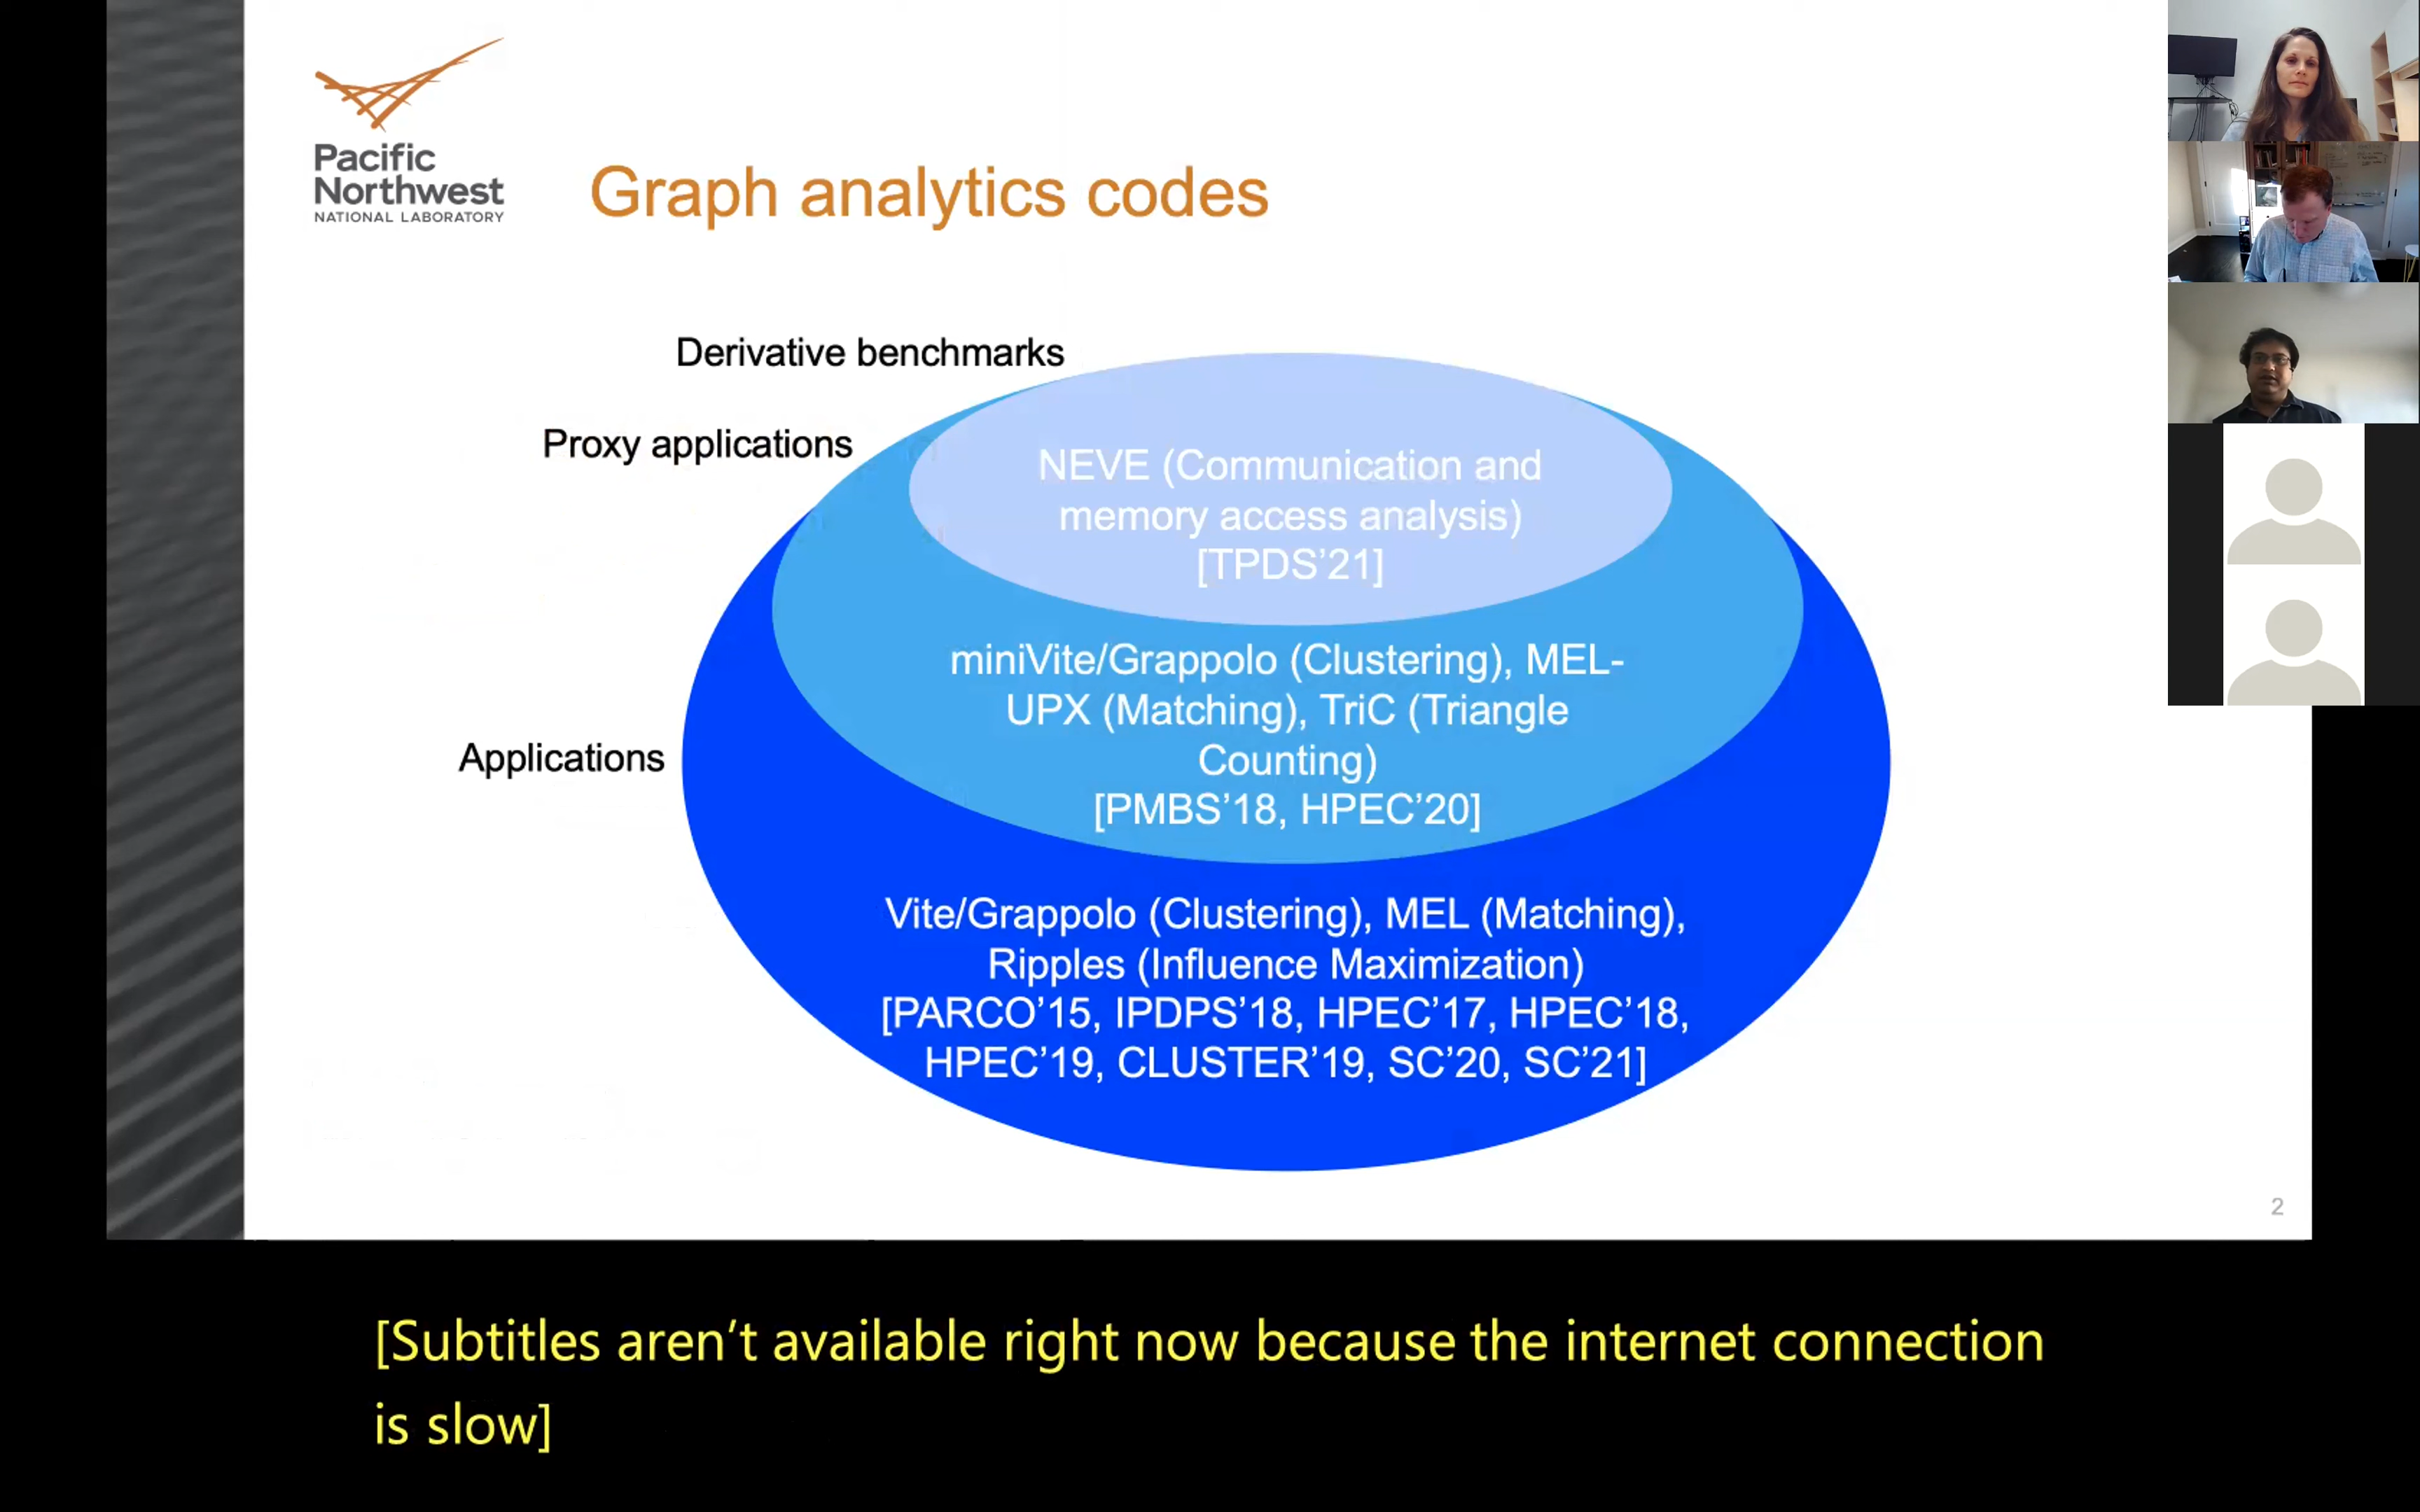 Pacific
Northwest
NATIONAL LABORATORY
Graph analytics codes
Derivative benchmarks
Proxy applications
NEVE (Communication and
memory access analysis)
[TPDS’21]
miniVite/Grappolo (Clustering), MEL-
UPX (Matching), TriC (Triangle
Counting)
[PMBS’18, HPEC’20]
Applications
Vite/Grappolo (Clustering), MEL (Matching),
Ripples (Influence Maximization)
[PARCO’15, IPDPS’18, HPEC’17, HPEC’18,
HPEC’19, CLUSTER’19, SC’20, SC’21]
2
[Subtitles aren’t available right now because the internet connection
is slow]